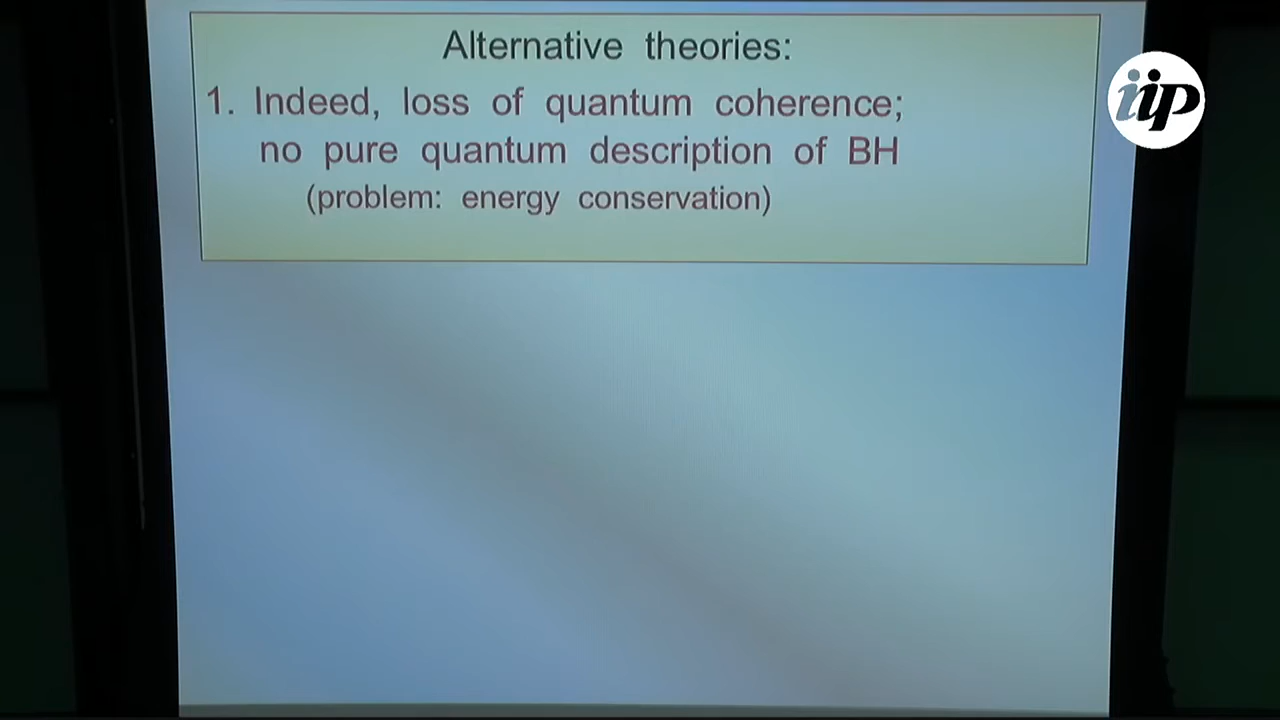 Alternative theories:
1. Indeed, loss of quantum coherence;
no pure quantum description of BH
(problem: energy conservation)
iip